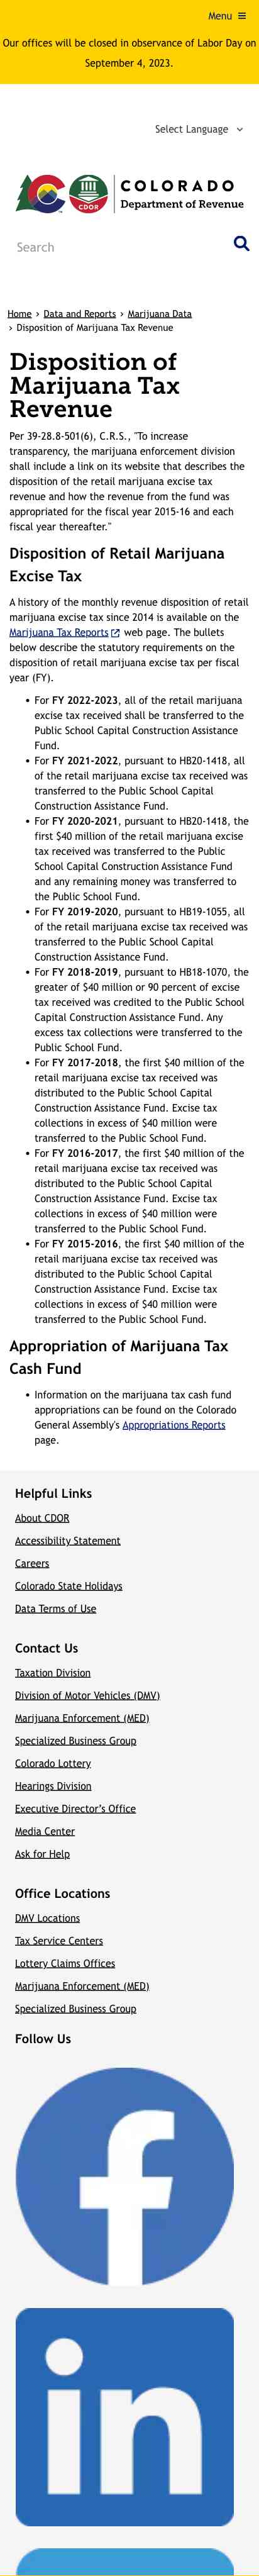 Menu ≡
Our offices will be closed in observance of Labor Day on
September 4, 2023.
Select Language
COLORADO
CDOR
Department of Revenue
Search
Home › Data and Reports › Marijuana Data
› Disposition of Marijuana Tax Revenue
Disposition of
Marijuana Tax
Revenue
Per 39-28.8-501(6), C.R.S., "To increase
transparency, the marijuana enforcement division
shall include a link on its website that describes the
disposition of the retail marijuana excise tax
revenue and how the revenue from the fund was
appropriated for the fiscal year 2015-16 and each
fiscal year thereafter."
Disposition of Retail Marijuana
Excise Tax
A history of the monthly revenue disposition of retail
marijuana excise tax since 2014 is available on the
Marijuana Tax Reports web page. The bullets
below describe the statutory requirements on the
disposition of retail marijuana excise tax per fiscal
year (FY).
• For FY 2022-2023, all of the retail marijuana
excise tax received shall be transferred to the
Public School Capital Construction Assistance
Fund.
• For FY 2021-2022, pursuant to HB20-1418, all
of the retail marijuana excise tax received was
transferred to the Public School Capital
Construction Assistance Fund.
• For FY 2020-2021, pursuant to HB20-1418, the
first $40 million of the retail marijuana excise
tax received was transferred to the Public
School Capital Construction Assistance Fund
and any remaining money was transferred to
the Public School Fund.
• For FY 2019-2020, pursuant to HB19-1055, all
of the retail marijuana excise tax received was
transferred to the Public School Capital
Construction Assistance Fund.
• For FY 2018-2019, pursuant to HB18-1070, the
greater of $40 million or 90 percent of excise
tax received was credited to the Public School
Capital Construction Assistance Fund. Any
excess tax collections were transferred to the
Public School Fund.
• For FY 2017-2018, the first $40 million of the
retail marijuana excise tax received was
distributed to the Public School Capital
Construction Assistance Fund. Excise tax
collections in excess of $40 million were
transferred to the Public School Fund.
• For FY 2016-2017, the first $40 million of the
retail marijuana excise tax received was
distributed to the Public School Capital
Construction Assistance Fund. Excise tax
collections in excess of $40 million were
transferred to the Public School Fund.
• For FY 2015-2016, the first $40 million of the
retail marijuana excise tax received was
distributed to the Public School Capital
Construction Assistance Fund. Excise tax
collections in excess of $40 million were
transferred to the Public School Fund.
Appropriation of Marijuana Tax
Cash Fund
• Information on the marijuana tax cash fund
appropriations can be found on the Colorado
General Assembly's Appropriations Reports
page.
Helpful Links
About CDOR
Accessibility Statement
Careers
Colorado State Holidays
Data Terms of Use
Contact Us
Taxation Division
Division of Motor Vehicles (DMV)
Marijuana Enforcement (MED)
Specialized Business Group
Colorado Lottery
Hearings Division
Executive Director’s Office
Media Center
Ask for Help
Office Locations
DMV Locations
Tax Service Centers
Lottery Claims Offices
Marijuana Enforcement (MED)
Specialized Business Group
Follow Us
f
in